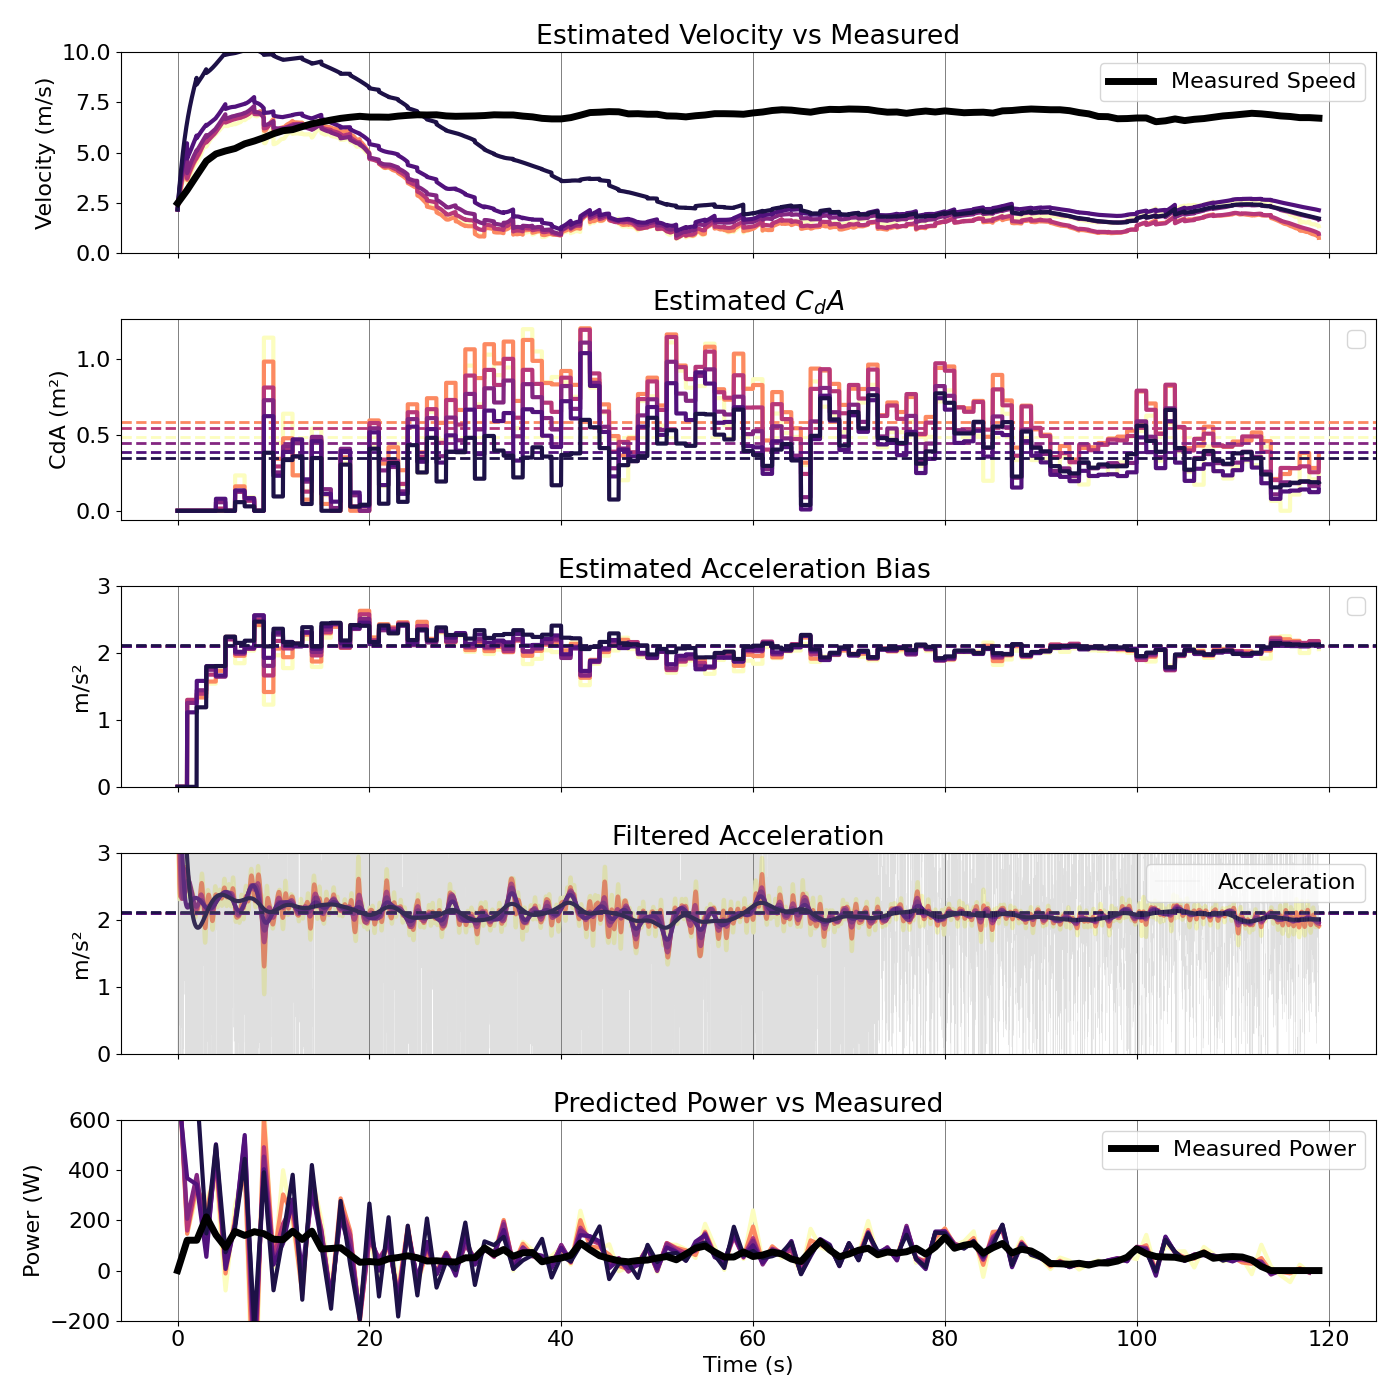 Estimated Velocity vs Measured
Velocity (m/s)
10.0
7.5
5.0
2.5
0.0
Measured Speed
Estimated CdA
CdA (m²)
1.0
0.5
0.0
Estimated Acceleration Bias
m/s²
3
2
1
0
Filtered Acceleration
m/s²
3
2
1
0
Acceleration
Predicted Power vs Measured
Power (W)
600
400
200
0
−200
Measured Power
0 20 40 60 80 100 120
Time (s)